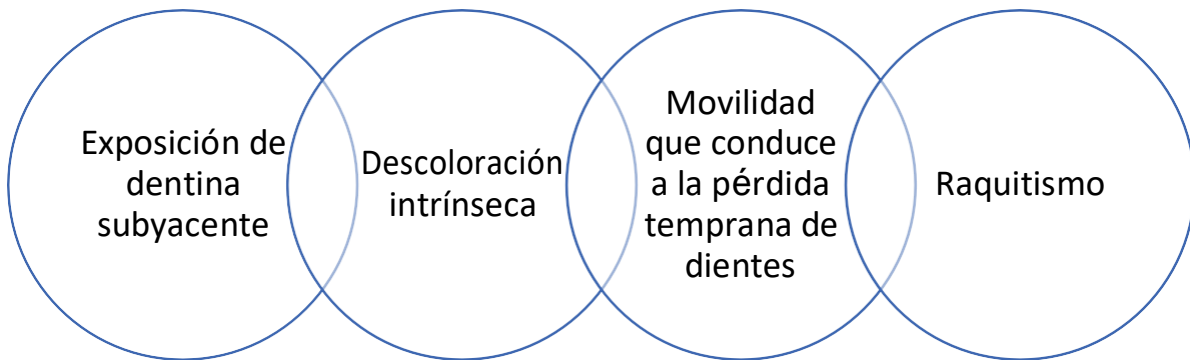 Exposición de
dentina
subyacente
Descoloración
intrínseca
Movilidad
que conduce
a la pérdida
temprana de
dientes
Raquitismo